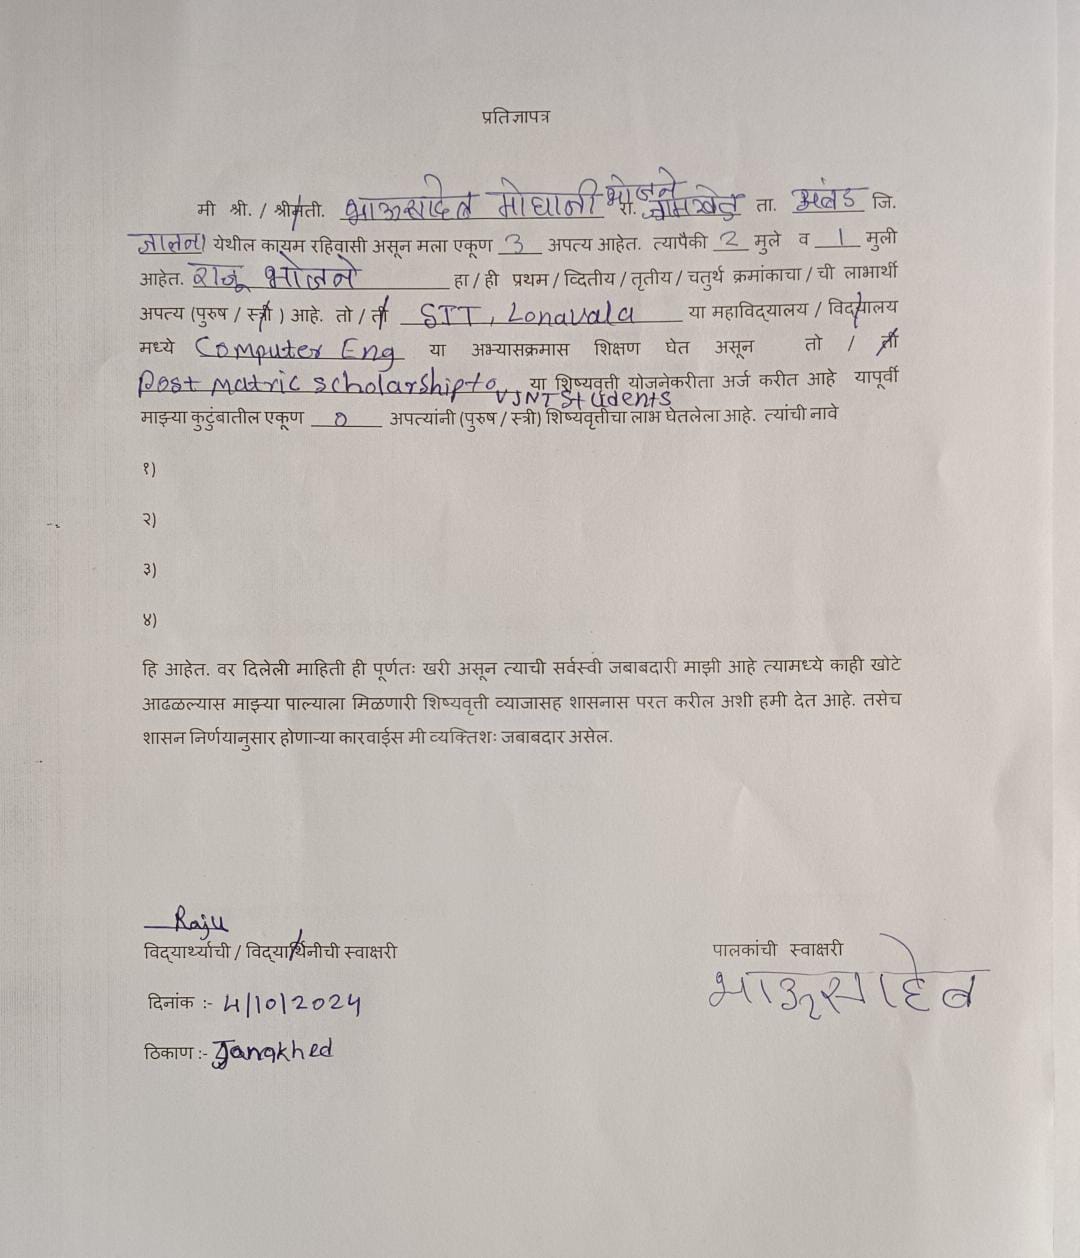 प्रतिज्ञापत्र
मी श्री. / श्रीमती. भाऊसाहेब मोघाजी भोजने रा. जामखेड ता. अंबड जि.
जालना येथील कायम रहिवासी असून मला एकूण 3 अपत्य आहेत. त्यापैकी 2 मुले व 1 मुली
आहेत. राजू भोजने हा / ही प्रथम / व्दितीय / तृतीय / चतुर्थ क्रमांकाचा / ची लाभार्थी
अपत्य (पुरुष / स्त्री ) आहे. तो / ती SIT, Lonavala या महाविद्यालय / विद्यालय
मध्ये Computer Eng या अभ्यासक्रमास शिक्षण घेत असून तो / ती
Post matric scholarship to VJNT Students या शिष्यवृत्ती योजनेकरीता अर्ज करीत आहे यापूर्वी
माझ्या कुटुंबातील एकूण 0 अपत्यांनी (पुरुष / स्त्री) शिष्यवृत्तीचा लाभ घेतलेला आहे. त्यांची नावे
१)
२)
३)
४)
हि आहेत. वर दिलेली माहिती ही पूर्णतः खरी असून त्याची सर्वस्वी जबाबदारी माझी आहे त्यामध्ये काही खोटे
आढळल्यास माझ्या पाल्याला मिळणारी शिष्यवृत्ती व्याजासह शासनास परत करील अशी हमी देत आहे. तसेच
शासन निर्णयानुसार होणाऱ्या कारवाईस मी व्यक्तिशः जबाबदार असेल.
Raju
विद्यार्थ्याची / विद्यार्थिनीची स्वाक्षरी
पालकांची स्वाक्षरी
भाऊसाहेब
दिनांक :- 4/10/2024
ठिकाण :- Jamakhed